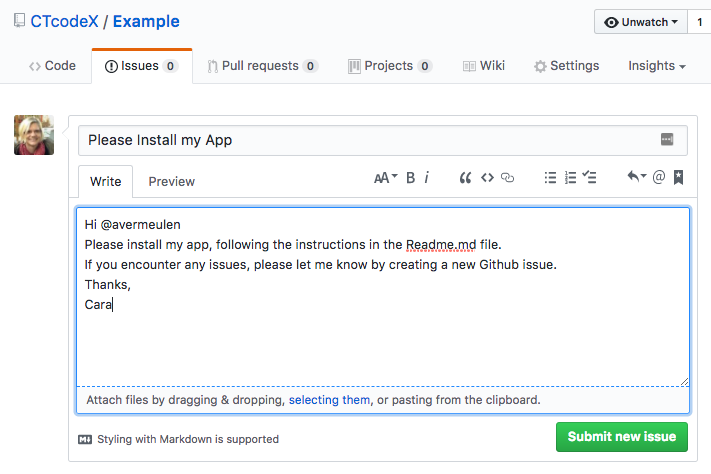 CTcodeX / Example
Unwatch 1
Code Issues 0 Pull requests 0 Projects 0 Wiki Settings Insights
Please Install my App
Write Preview AA B i @
Hi @avermeulen
Please install my app, following the instructions in the Readme.md file.
If you encounter any issues, please let me know by creating a new Github issue.
Thanks,
Cara
Attach files by dragging & dropping, selecting them, or pasting from the clipboard.
Styling with Markdown is supported
Submit new issue